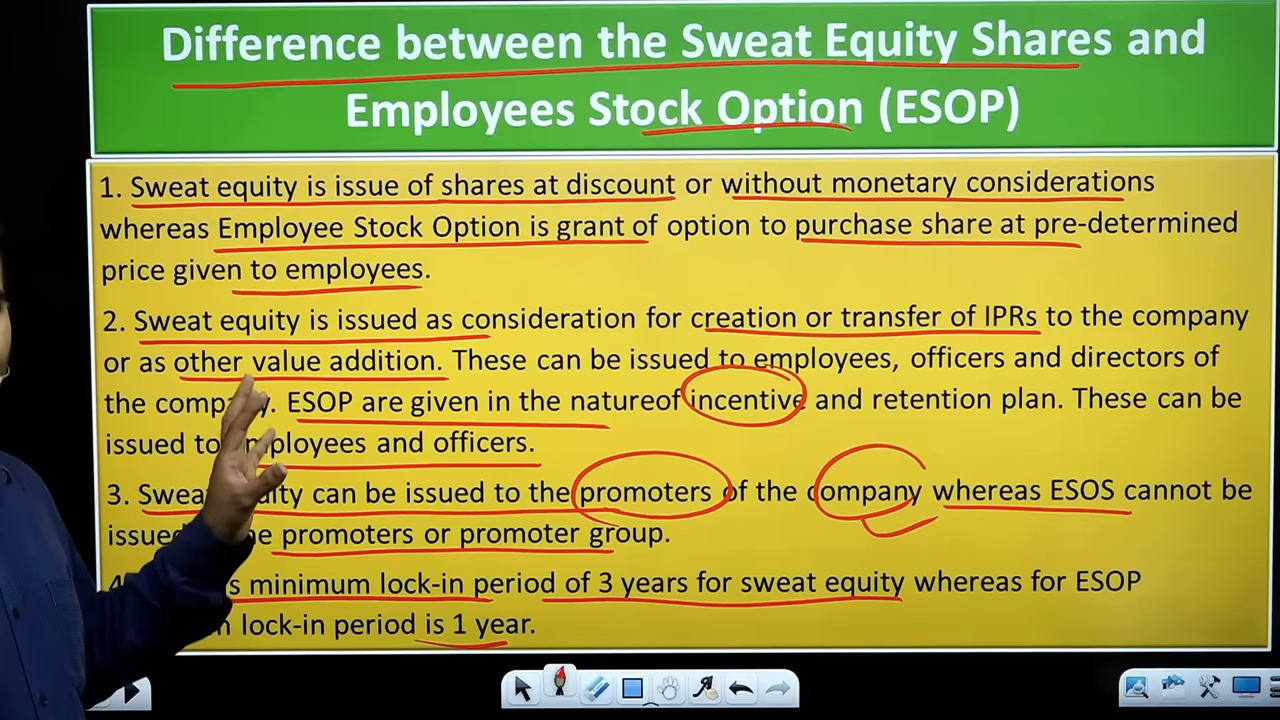 Difference between the Sweat Equity Shares and
Employees Stock Option (ESOP)
1. Sweat equity is issue of shares at discount or without monetary considerations
whereas Employee Stock Option is grant of option to purchase share at pre-determined
price given to employees.
2. Sweat equity is issued as consideration for creation or transfer of IPRs to the company
or as other value addition. These can be issued to employees, officers and directors of
the company. ESOP are given in the natureof incentive and retention plan. These can be
issued to employees and officers.
3. Sweat equity can be issued to the promoters of the company whereas ESOS cannot be
issued promoters or promoter group.
4 minimum lock-in period of 3 years for sweat equity whereas for ESOP
lock-in period is 1 year.